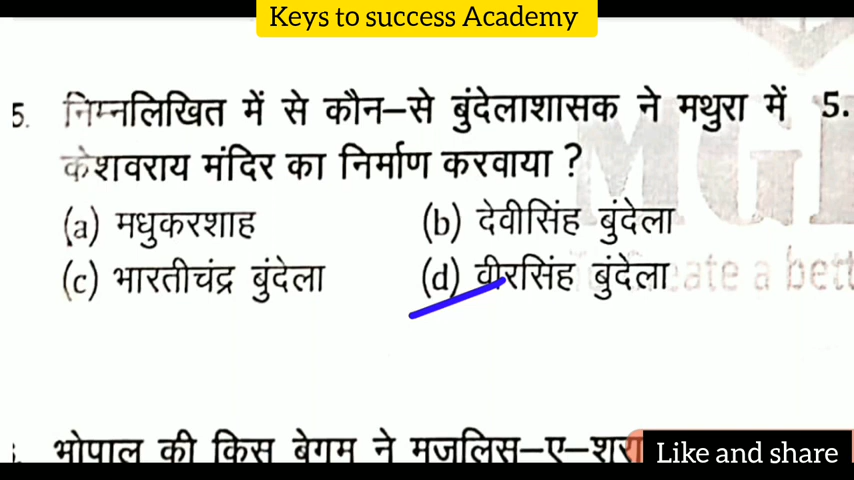 Keys to success Academy
5. निम्नलिखित में से कौन–से बुंदेलाशासक ने मथुरा में 5.
केशवराय मंदिर का निर्माण करवाया ?
(a) मधुकरशाह (b) देवीसिंह बुंदेला
(c) भारतीचंद्र बुंदेला (d) वीरसिंह बुंदेला
भोपाल की किस बेगम ने मजलिस–ए–शूरा
Like and share